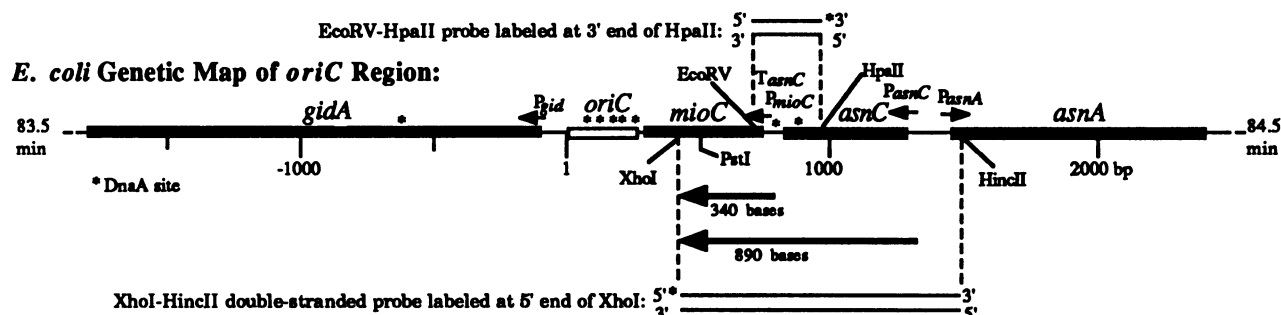 EcoRV-HpaII probe labeled at 3' end of HpaII: 5' *3'
3' 5'
E. coli Genetic Map of oriC Region:
EcoRV TasnC HpaII
Pgid oriC mioC PmioC asnC PasnC PasnA asnA
gidA
83.5 min
84.5 min
* * * * * * * *
-1000 1 1000 2000 bp
* DnaA site
XhoI PstI HincII
340 bases
890 bases
XhoI-HincII double-stranded probe labeled at 5' end of XhoI: 5'* 3'
3' 5'